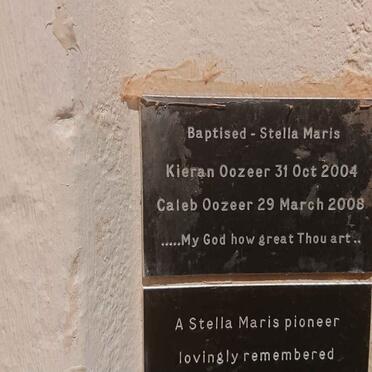 Baptised - Stella Maris
Kieran Oozeer 31 Oct 2004
Caleb Oozeer 29 March 2008
.....My God how great Thou art..
A Stella Maris pioneer
lovingly remembered